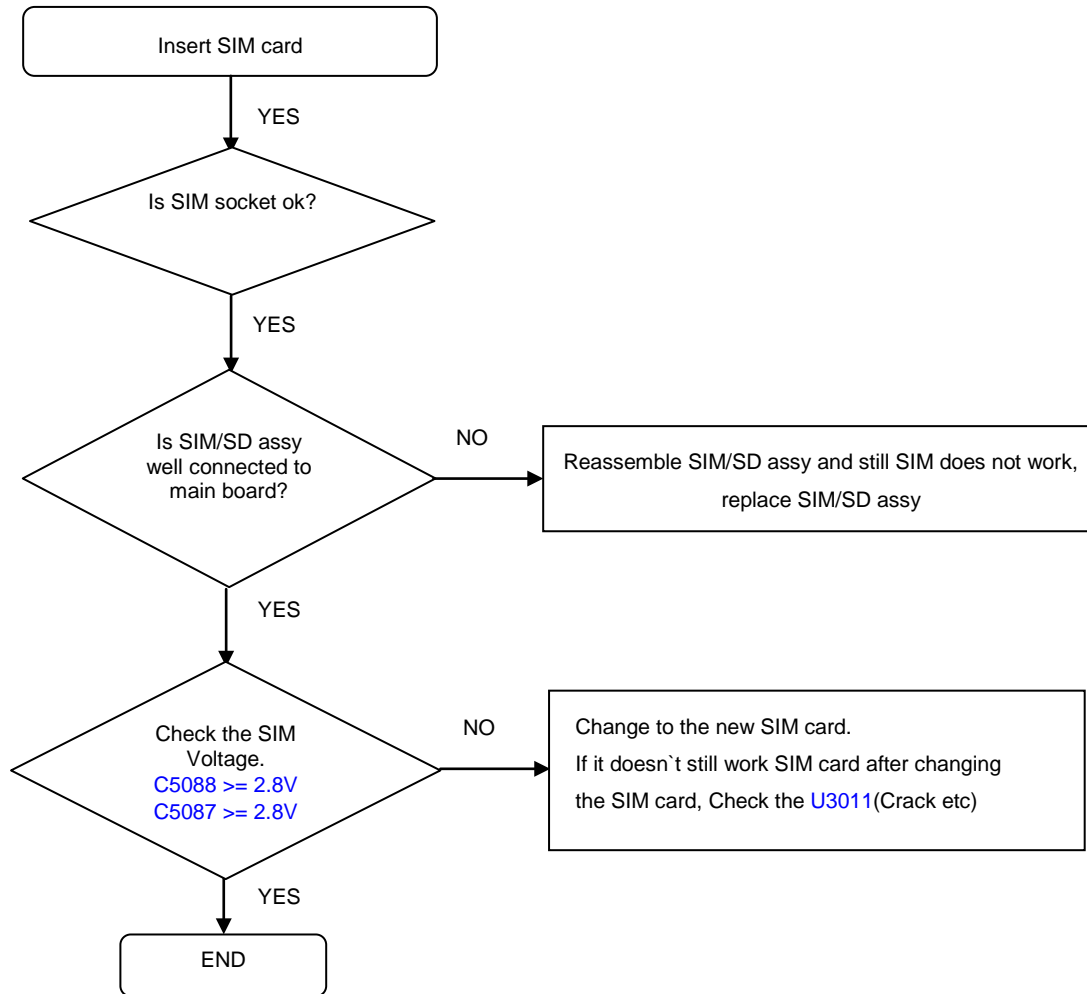 Insert SIM card
YES
Is SIM socket ok?
YES
Is SIM/SD assy
well connected to
main board?
NO
Reassemble SIM/SD assy and still SIM does not work,
replace SIM/SD assy
YES
Check the SIM
Voltage.
C5088 >= 2.8V
C5087 >= 2.8V
NO
Change to the new SIM card.
If it doesn`t still work SIM card after changing
the SIM card, Check the U3011(Crack etc)
YES
END